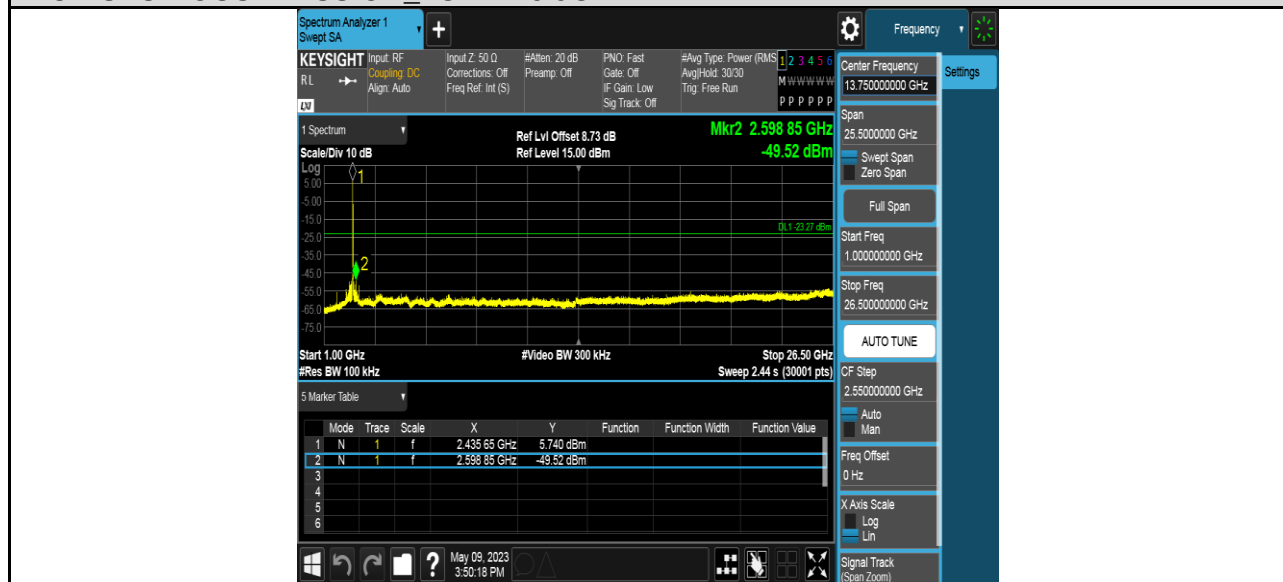 Spectrum Analyzer 1
Swept SA
+
Frequency
KEYSIGHT
RL
LXI
Input: RF
Coupling: DC
Align: Auto
Input Z: 50 Ω
Corrections: Off
Freq Ref: Int (S)
#Atten: 20 dB
Preamp: Off
PNO: Fast
Gate: Off
IF Gain: Low
Sig Track: Off
#Avg Type: Power (RMS
Avg|Hold: 30/30
Trig: Free Run
1 2 3 4 5 6
M W W W W W
P P P P P P
1 Spectrum
Scale/Div 10 dB
Ref Lvl Offset 8.73 dB
Ref Level 15.00 dBm
Mkr2 2.598 85 GHz
-49.52 dBm
Log
5.00
-5.00
-15.0
-25.0
-35.0
-45.0
-55.0
-65.0
-75.0
1
2
DL1 -23.27 dBm
Start 1.00 GHz
#Res BW 100 kHz
#Video BW 300 kHz
Stop 26.50 GHz
Sweep 2.44 s (30001 pts)
5 Marker Table
Mode Trace Scale X Y Function Function Width Function Value
1 N 1 f 2.435 65 GHz 5.740 dBm
2 N 1 f 2.598 85 GHz -49.52 dBm
3
4
5
6
May 09, 2023
3:50:18 PM
Center Frequency
13.750000000 GHz
Settings
Span
25.5000000 GHz
Swept Span
Zero Span
Full Span
Start Freq
1.000000000 GHz
Stop Freq
26.500000000 GHz
AUTO TUNE
CF Step
2.550000000 GHz
Auto
Man
Freq Offset
0 Hz
X Axis Scale
Log
Lin
Signal Track
(Span Zoom)